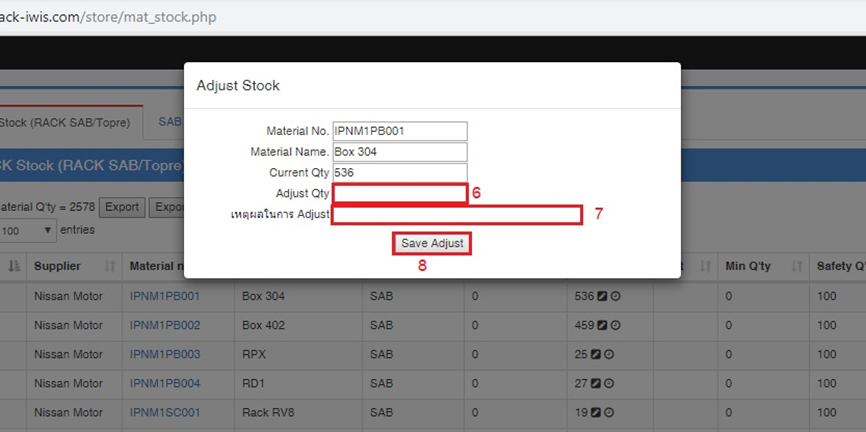 ack-iwis.com/store/mat_stock.php
Adjust Stock
Material No. IPNM1PB001
Material Name. Box 304
Current Qty 536
Adjust Qty 6
เหตุผลในการ Adjust 7
Save Adjust
8
Stock (RACK SAB/Topre) SAB
CK Stock (RACK SAB/Topre)
aterial Q'ty = 2578 Export Expo
100 entries
Supplier Material n t Min Q'ty Safety Q'
Nissan Motor IPNM1PB001 Box 304 SAB 0 536 0 100
Nissan Motor IPNM1PB002 Box 402 SAB 0 459 0 100
Nissan Motor IPNM1PB003 RPX SAB 0 25 0 100
Nissan Motor IPNM1PB004 RD1 SAB 0 27 0 100
Nissan Motor IPNM1SC001 Rack RV8 SAB 0 19 0 100